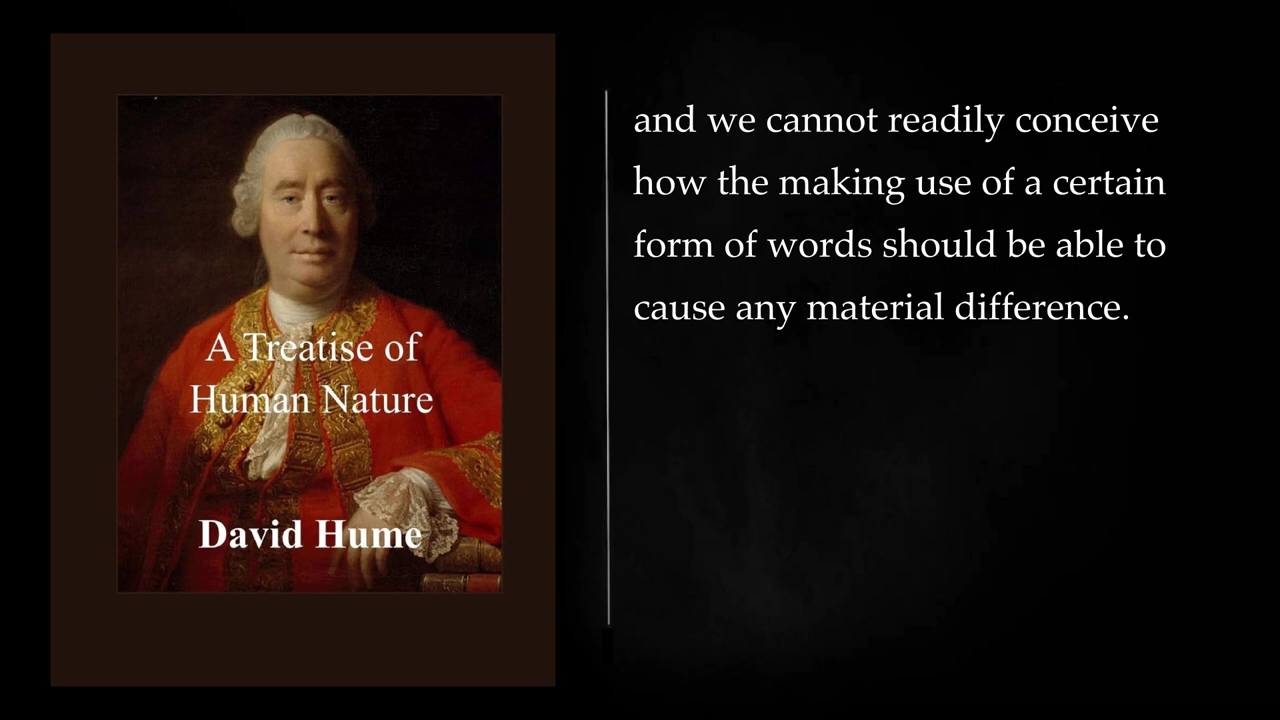 A Treatise of
Human Nature
David Hume
and we cannot readily conceive
how the making use of a certain
form of words should be able to
cause any material difference.